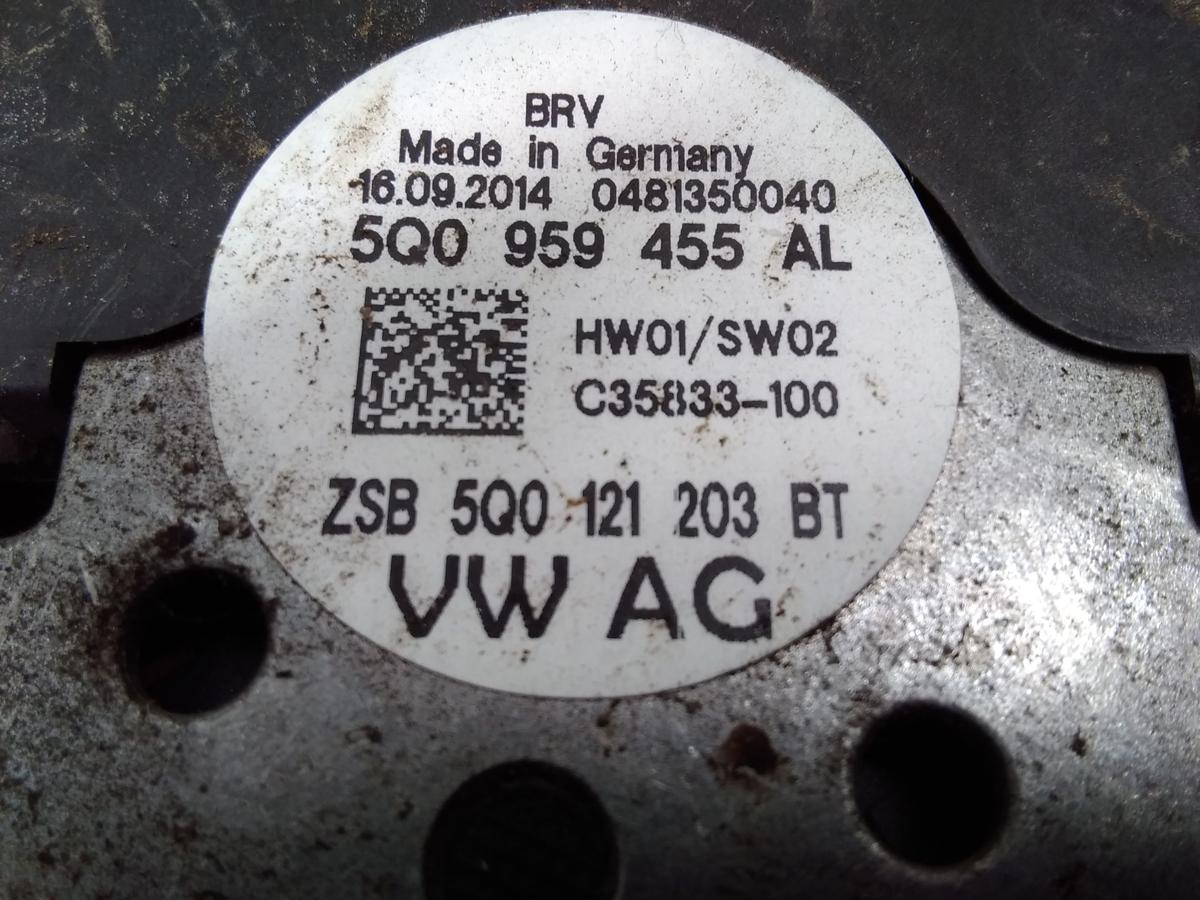 BRV
Made in Germany
16.09.2014 0481350040
5Q0 959 455 AL
HW01/SW02
C35833-100
ZSB 5Q0 121 203 BT
VW AG